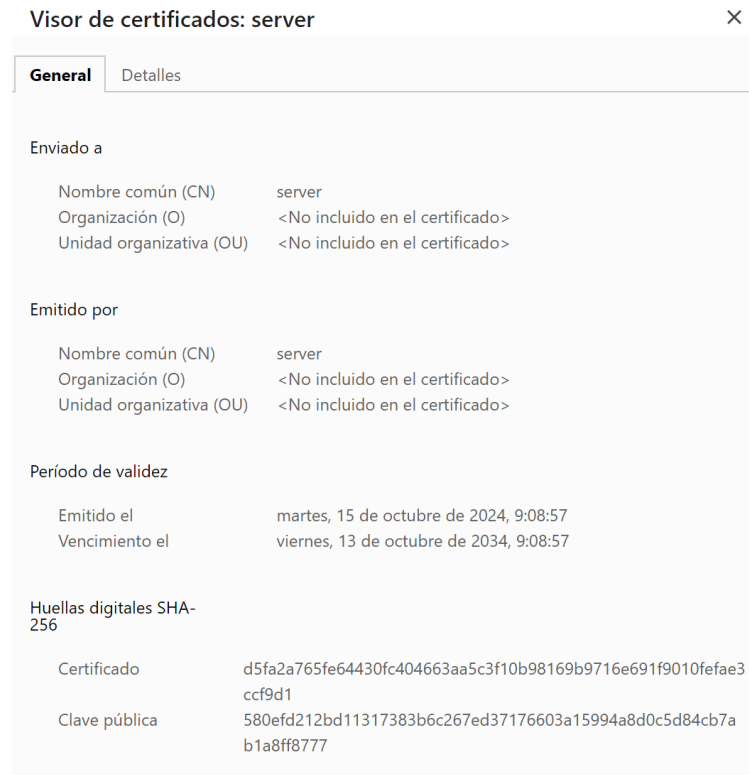 Visor de certificados: server
General Detalles
Enviado a
Nombre común (CN) server
Organización (O) <No incluido en el certificado>
Unidad organizativa (OU) <No incluido en el certificado>
Emitido por
Nombre común (CN) server
Organización (O) <No incluido en el certificado>
Unidad organizativa (OU) <No incluido en el certificado>
Período de validez
Emitido el martes, 15 de octubre de 2024, 9:08:57
Vencimiento el viernes, 13 de octubre de 2034, 9:08:57
Huellas digitales SHA-
256
Certificado d5fa2a765fe64430fc404663aa5c3f10b98169b9716e691f9010fefae3
ccf9d1
Clave pública 580efd212bd11317383b6c267ed37176603a15994a8d0c5d84cb7a
b1a8ff8777